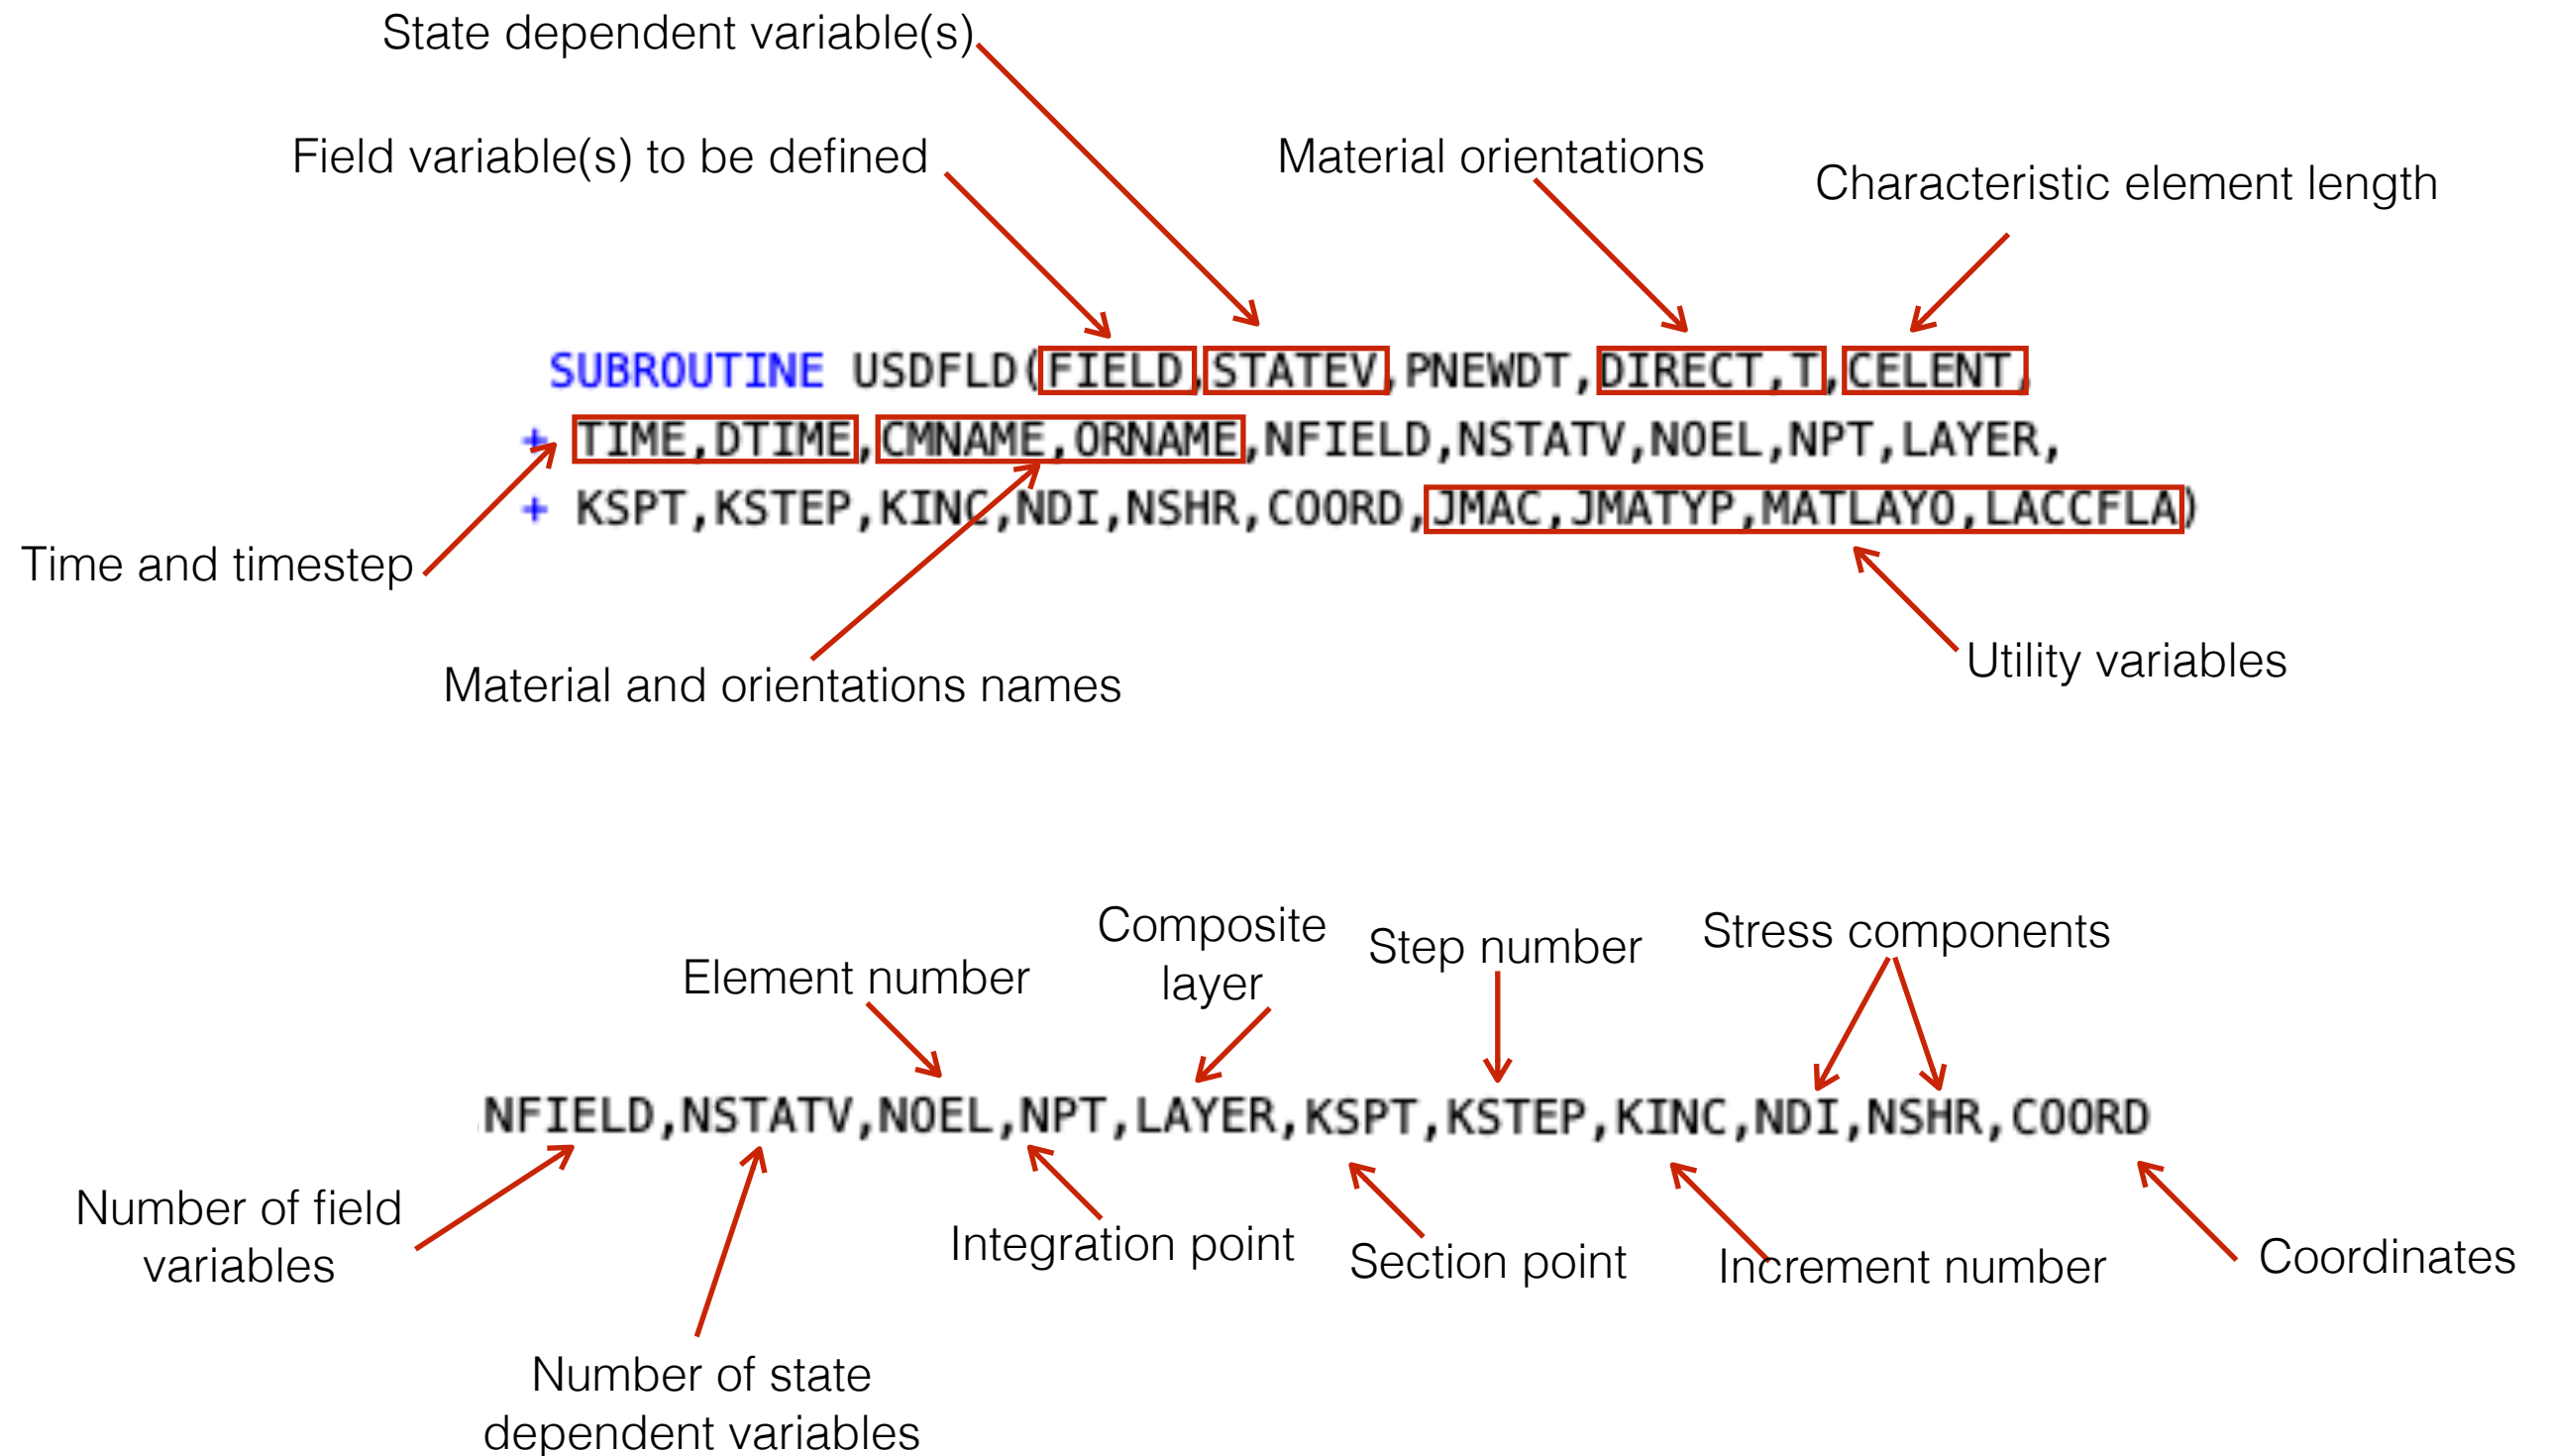 State dependent variable(s)
Field variable(s) to be defined
Material orientations
Characteristic element length
SUBROUTINE USDFLD(FIELD,STATEV,PNEWDT,DIRECT,T,CELENT,
+ TIME,DTIME,CMNAME,ORNAME,NFIELD,NSTATV,NOEL,NPT,LAYER,
+ KSPT,KSTEP,KINC,NDI,NSHR,COORD,JMAC,JMATYP,MATLAYO,LACCFLA)
Time and timestep
Material and orientations names
Utility variables
Element number
Composite
layer
Step number
Stress components
NFIELD,NSTATV,NOEL,NPT,LAYER,KSPT,KSTEP,KINC,NDI,NSHR,COORD
Number of field
variables
Integration point
Section point
Increment number
Coordinates
Number of state
dependent variables